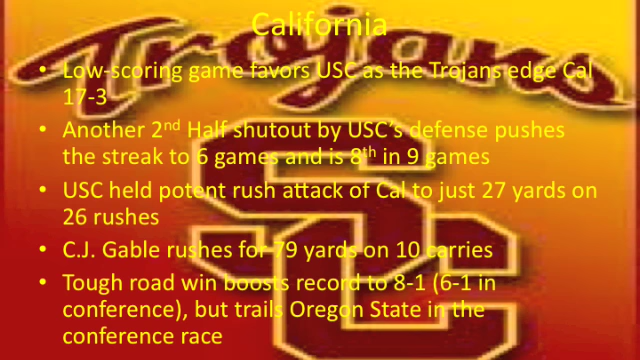 California
Trojans
SC
• Low-scoring game favors USC as the Trojans edge Cal
17-3
• Another 2nd Half shutout by USC's defense pushes
the streak to 6 games and is 8th in 9 games
• USC held potent rush attack of Cal to just 27 yards on
26 rushes
• C.J. Gable rushes for 79 yards on 10 carries
• Tough road win boosts record to 8-1 (6-1 in
conference), but trails Oregon State in the
conference race